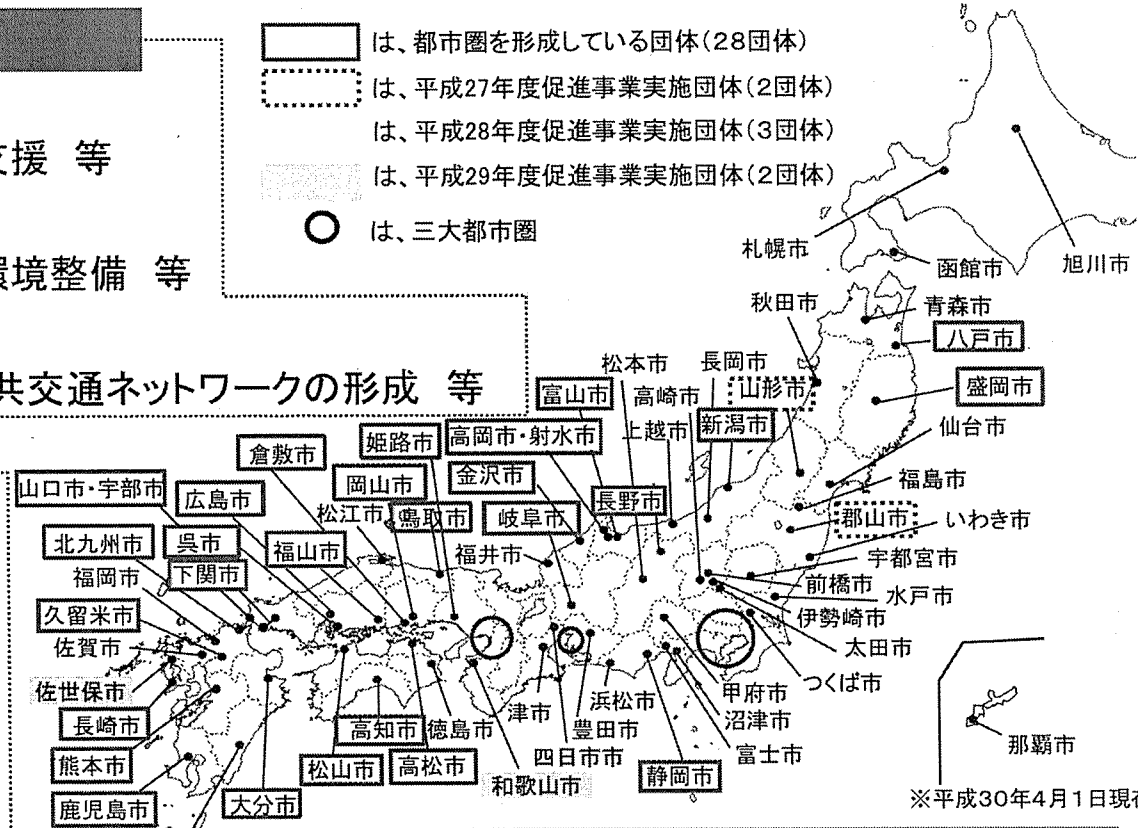 は、都市圏を形成している団体(28団体)
は、平成27年度促進事業実施団体(2団体)
は、平成28年度促進事業実施団体(3団体)
は、平成29年度促進事業実施団体(2団体)
は、三大都市圏
支援 等
環境整備 等
共交通ネットワークの形成 等
札幌市
函館市
旭川市
秋田市
青森市
八戸市
松本市
長岡市
富山市
高崎市
山形市
盛岡市
姫路市
高岡市・射水市
上越市
新潟市
仙台市
倉敷市
岡山市
金沢市
長野市
福島市
山口市・宇部市
広島市
松江市
鳥取市
岐阜市
郡山市
いわき市
北九州市
呉市
福山市
福井市
宇都宮市
福岡市
下関市
前橋市
水戸市
久留米市
伊勢崎市
佐賀市
太田市
佐世保市
甲府市
つくば市
長崎市
高知市
徳島市
津市
豊田市
浜松市
沼津市
那覇市
熊本市
松山市
高松市
四日市市
静岡市
富士市
和歌山市
鹿児島市
大分市
※平成30年4月1日現在